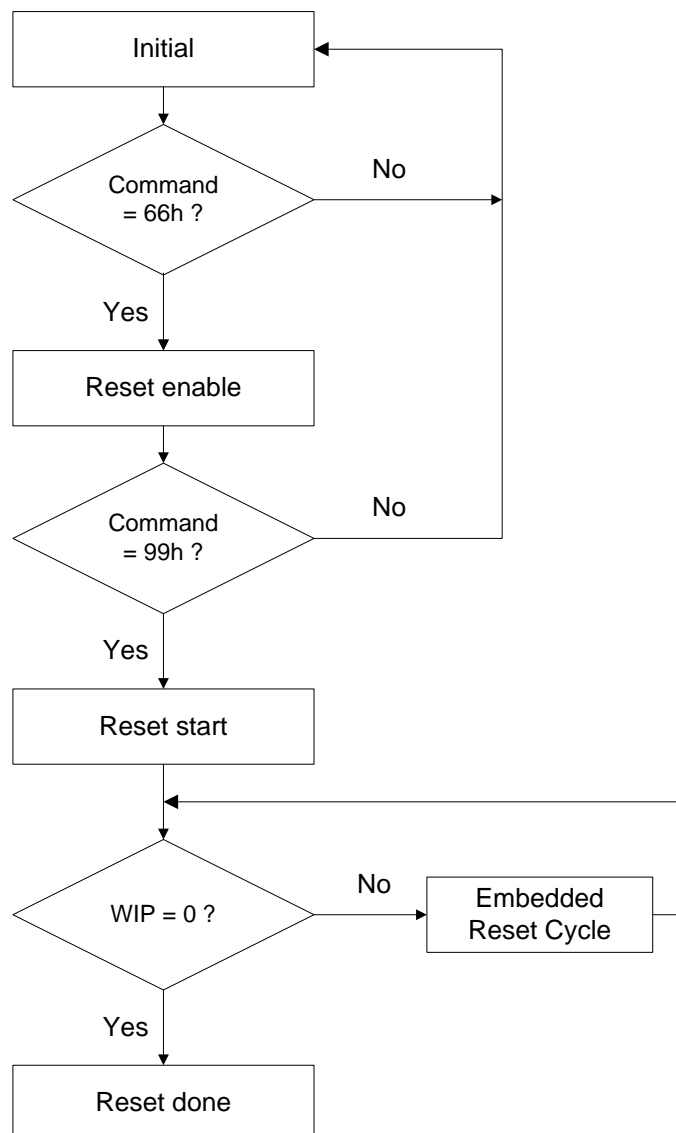 Initial
Command
= 66h ?
No
Yes
Reset enable
Command
= 99h ?
No
Yes
Reset start
WIP = 0 ?
No
Embedded
Reset Cycle
Yes
Reset done